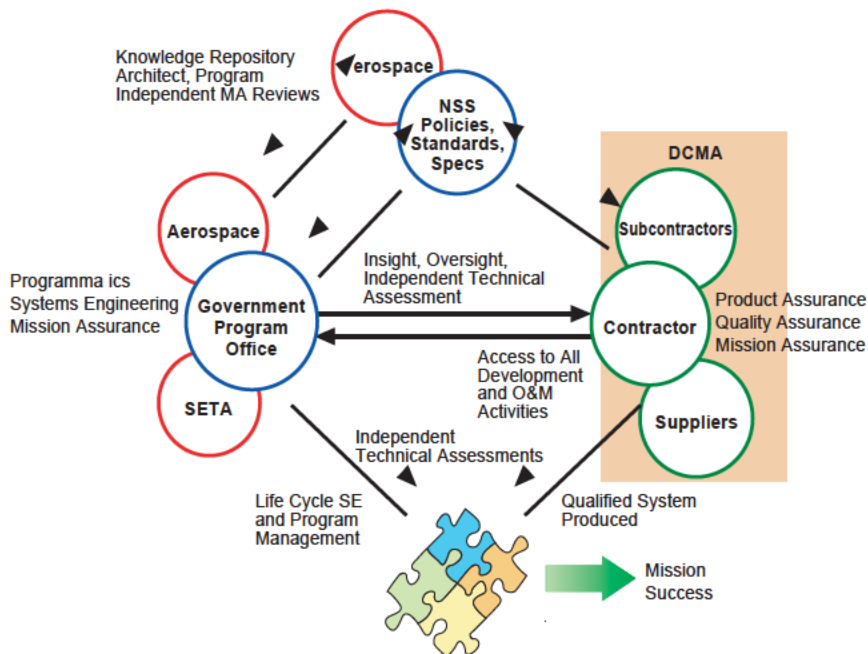 Knowledge Repository
Architect, Program
Independent MA Reviews
erospace
NSS
Policies,
Standards,
Specs
DCMA
Subcontractors
Aerospace
Insight, Oversight,
Independent Technical
Assessment
Programma ics
Systems Engineering
Mission Assurance
Government
Program
Office
Contractor
Product Assurance
Quality Assurance
Mission Assurance
Access to All
Development
and O&M
Activities
SETA
Suppliers
Independent
Technical Assessments
Life Cycle SE
and Program
Management
Qualified System
Produced
Mission
Success